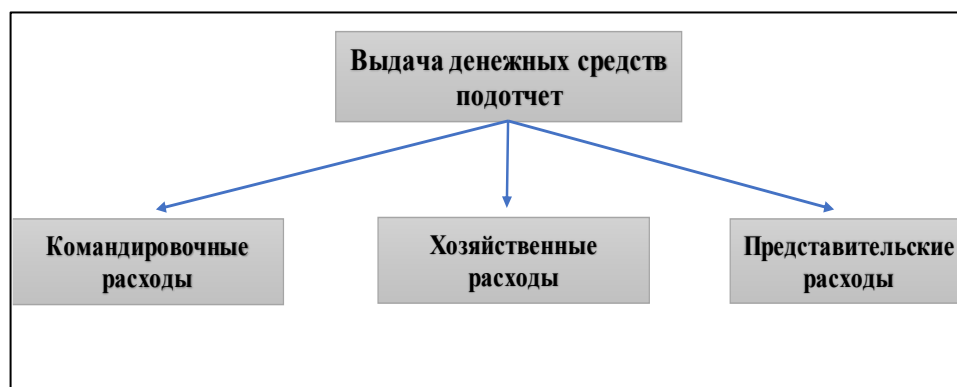 Выдача денежных средств
подотчет
Командировочные
расходы
Хозяйственные
расходы
Представительские
расходы